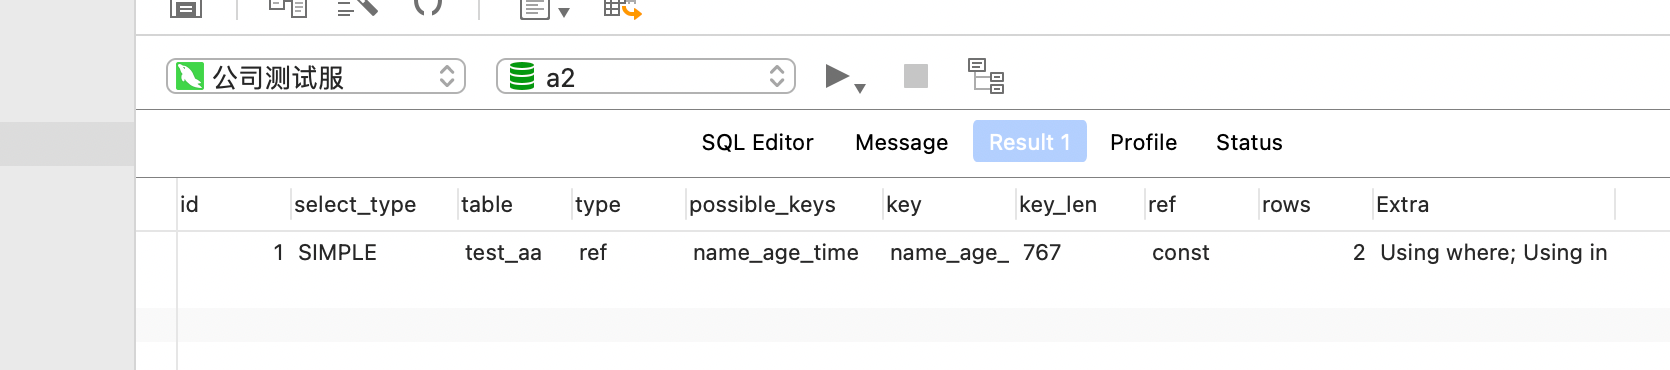 公司测试服 a2
SQL Editor Message Result 1 Profile Status
id select_type table type possible_keys key key_len ref rows Extra
1 SIMPLE test_aa ref name_age_time name_age_ 767 const 2 Using where; Using in